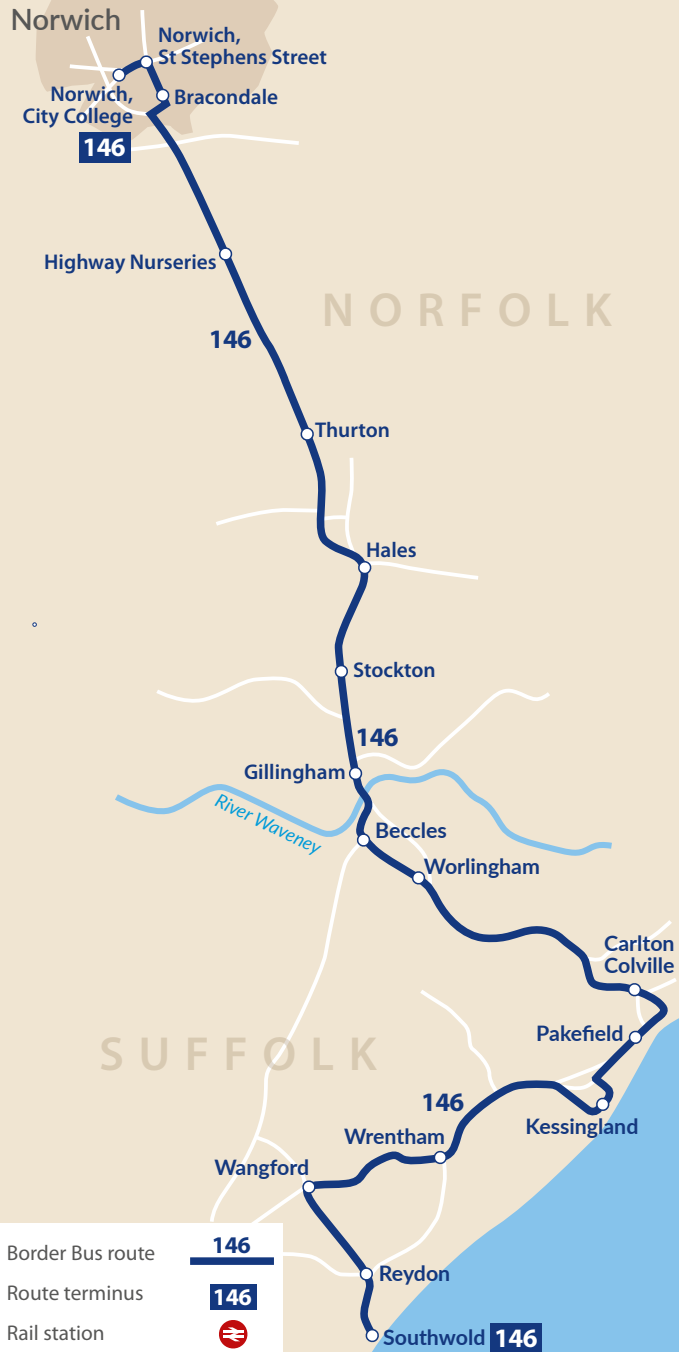 Norwich
Norwich,
St Stephens Street
Norwich,
City College
146
Bracondale
Highway Nurseries
NORFOLK
146
Thurton
Hales
Stockton
146
Gillingham
River Waveney
Beccles
Worlingham
Carlton
Colville
Pakefield
SUFFOLK
146
Kessingland
Wrentham
Wangford
Reydon
Southwold 146
Border Bus route 146
Route terminus 146
Rail station